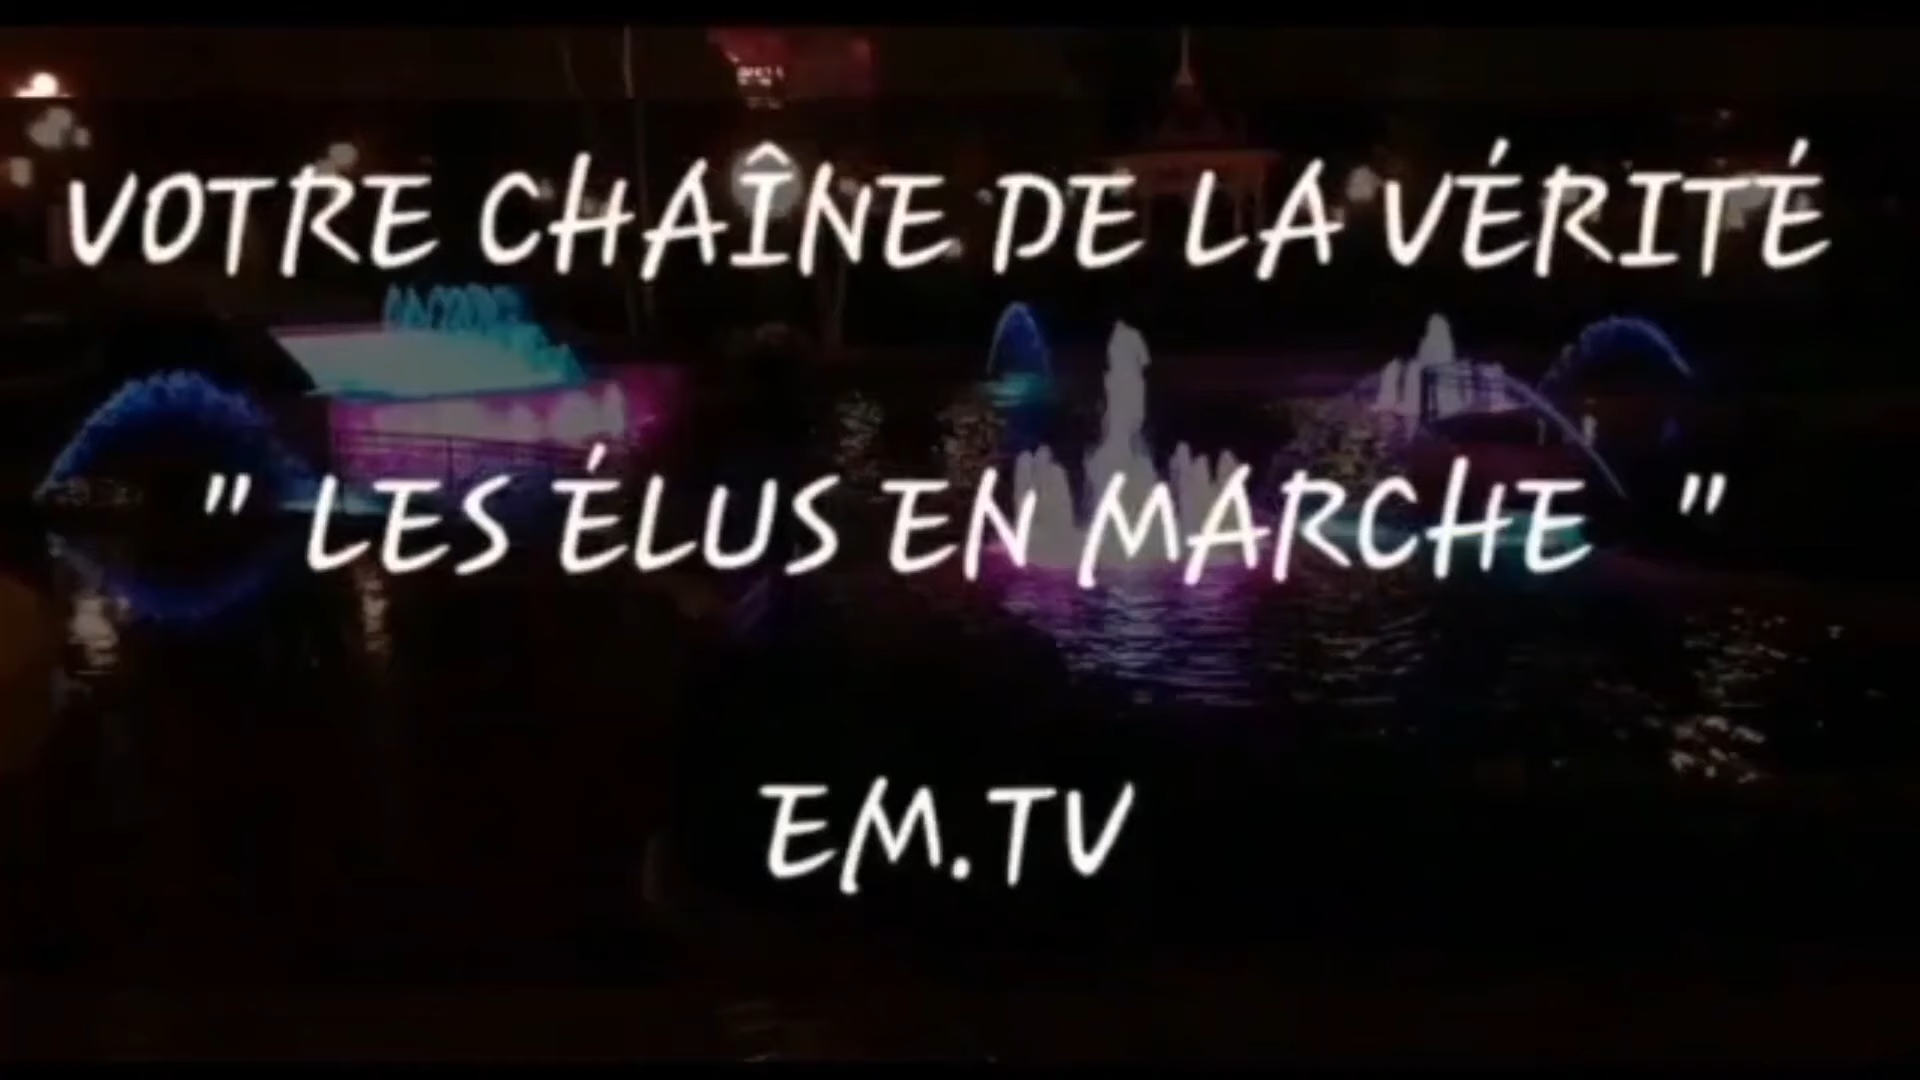 VOTRE CHAÎNE DE LA VÉRITÉ
" LES ÉLUS EN MARCHE "
EM.TV